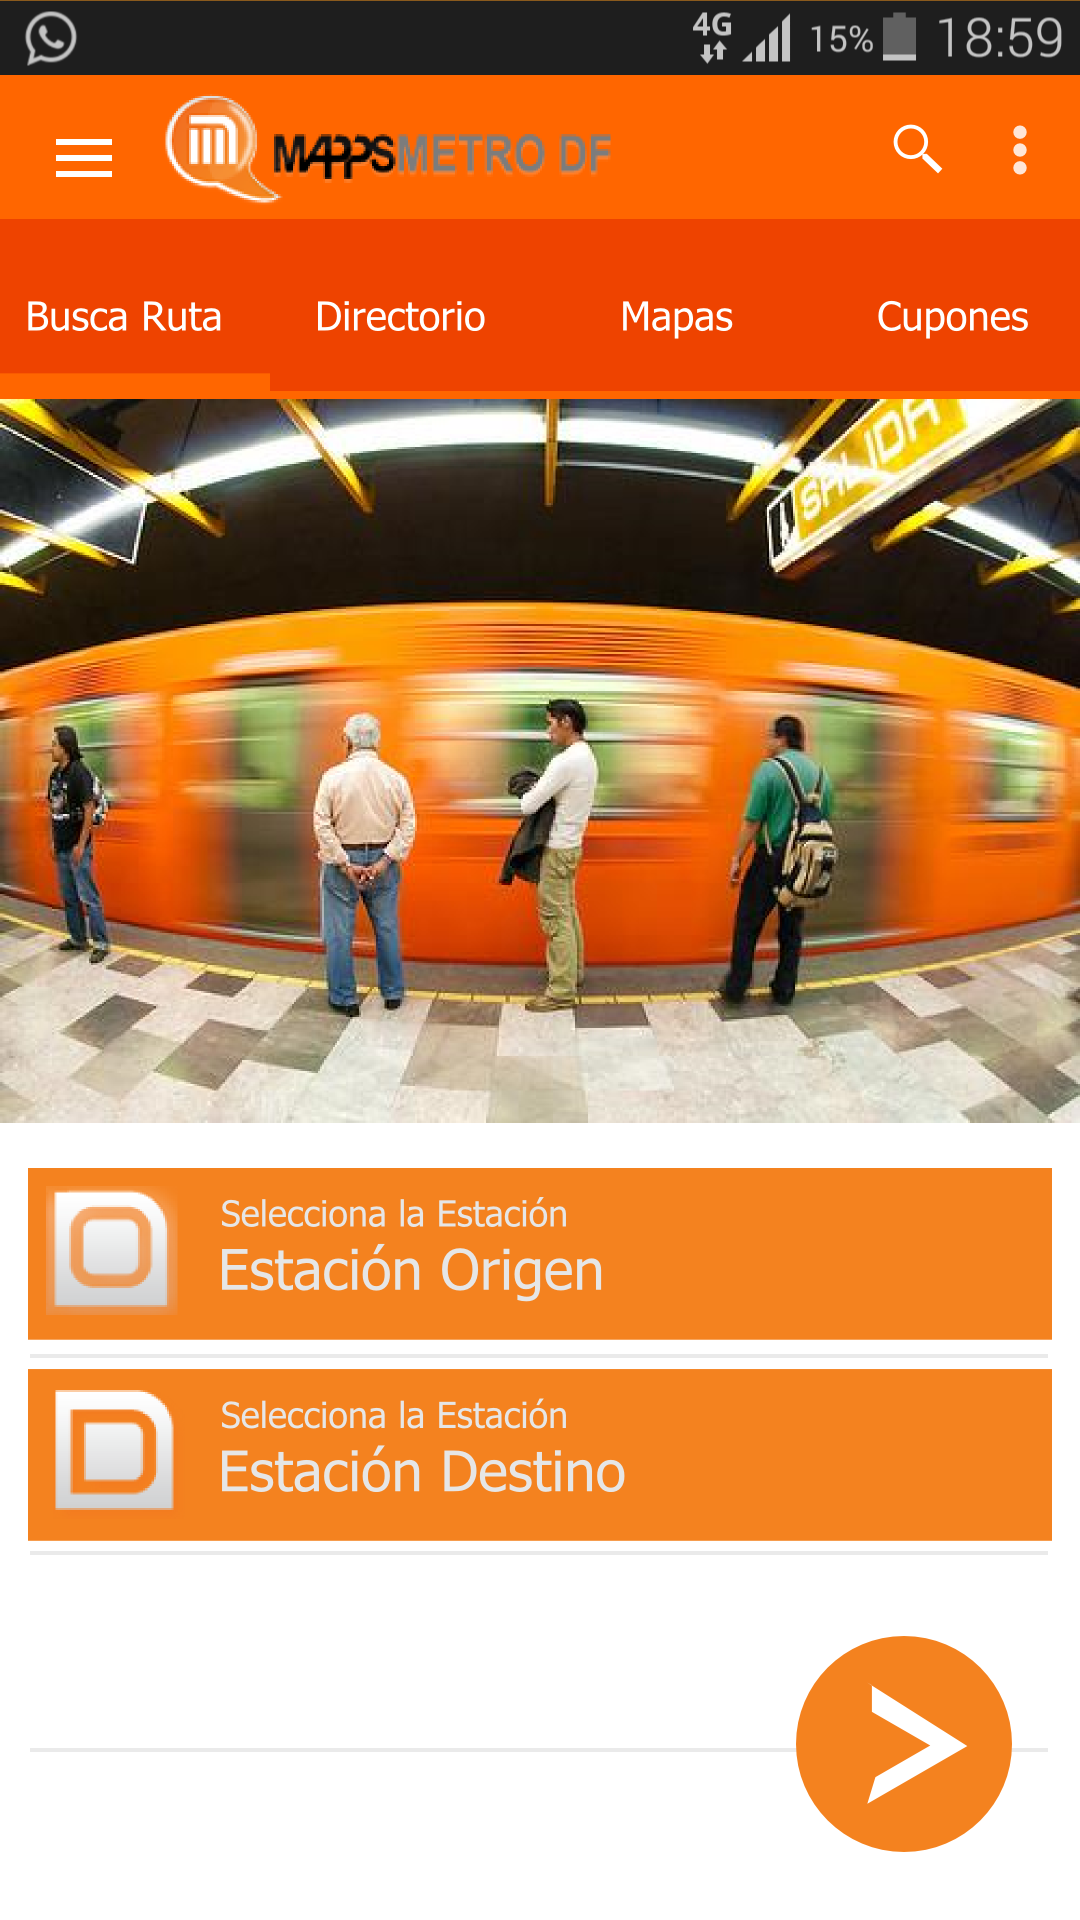 4G 15% 18:59
MAPPSMETRO DF
Busca Ruta Directorio Mapas Cupones
SALIDA
O Selecciona la Estación
Estación Origen
D Selecciona la Estación
Estación Destino